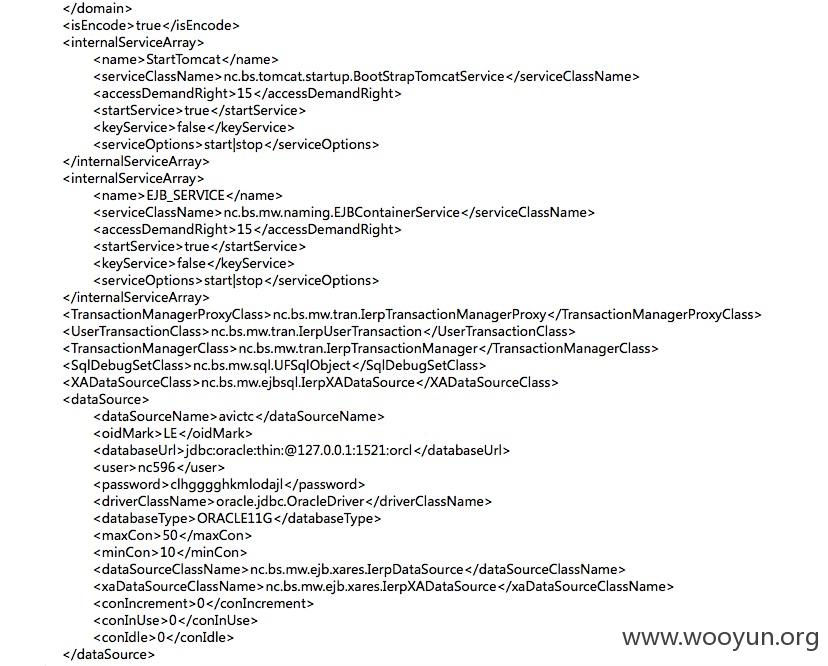 </domain>
<isEncode>true</isEncode>
<internalServiceArray>
<name>StartTomcat</name>
<serviceClassName>nc.bs.tomcat.startup.BootStrapTomcatService</serviceClassName>
<accessDemandRight>15</accessDemandRight>
<startService>true</startService>
<keyService>false</keyService>
<serviceOptions>start|stop</serviceOptions>
</internalServiceArray>
<internalServiceArray>
<name>EJB_SERVICE</name>
<serviceClassName>nc.bs.mw.naming.EJBContainerService</serviceClassName>
<accessDemandRight>15</accessDemandRight>
<startService>true</startService>
<keyService>false</keyService>
<serviceOptions>start|stop</serviceOptions>
</internalServiceArray>
<TransactionManagerProxyClass>nc.bs.mw.tran.IerpTransactionManagerProxy</TransactionManagerProxyClass>
<UserTransactionClass>nc.bs.mw.tran.IerpUserTransaction</UserTransactionClass>
<TransactionManagerClass>nc.bs.mw.tran.IerpTransactionManager</TransactionManagerClass>
<SqlDebugSetClass>nc.bs.mw.sql.UFSqlObject</SqlDebugSetClass>
<XADataSourceClass>nc.bs.mw.ejbsql.IerpXADataSource</XADataSourceClass>
<dataSource>
<dataSourceName>avictc</dataSourceName>
<oidMark>LE</oidMark>
<databaseUrl>jdbc:oracle:thin:@127.0.0.1:1521:orcl</databaseUrl>
<user>nc596</user>
<password>clhgggghkmlodajl</password>
<driverClassName>oracle.jdbc.OracleDriver</driverClassName>
<databaseType>ORACLE11G</databaseType>
<maxCon>50</maxCon>
<minCon>10</minCon>
<dataSourceClassName>nc.bs.mw.ejb.xares.IerpDataSource</dataSourceClassName>
<xaDataSourceClassName>nc.bs.mw.ejb.xares.IerpXADataSource</xaDataSourceClassName>
<conIncrement>0</conIncrement>
<conInUse>0</conInUse>
<conIdle>0</conIdle>
</dataSource>
www.wooyun.org